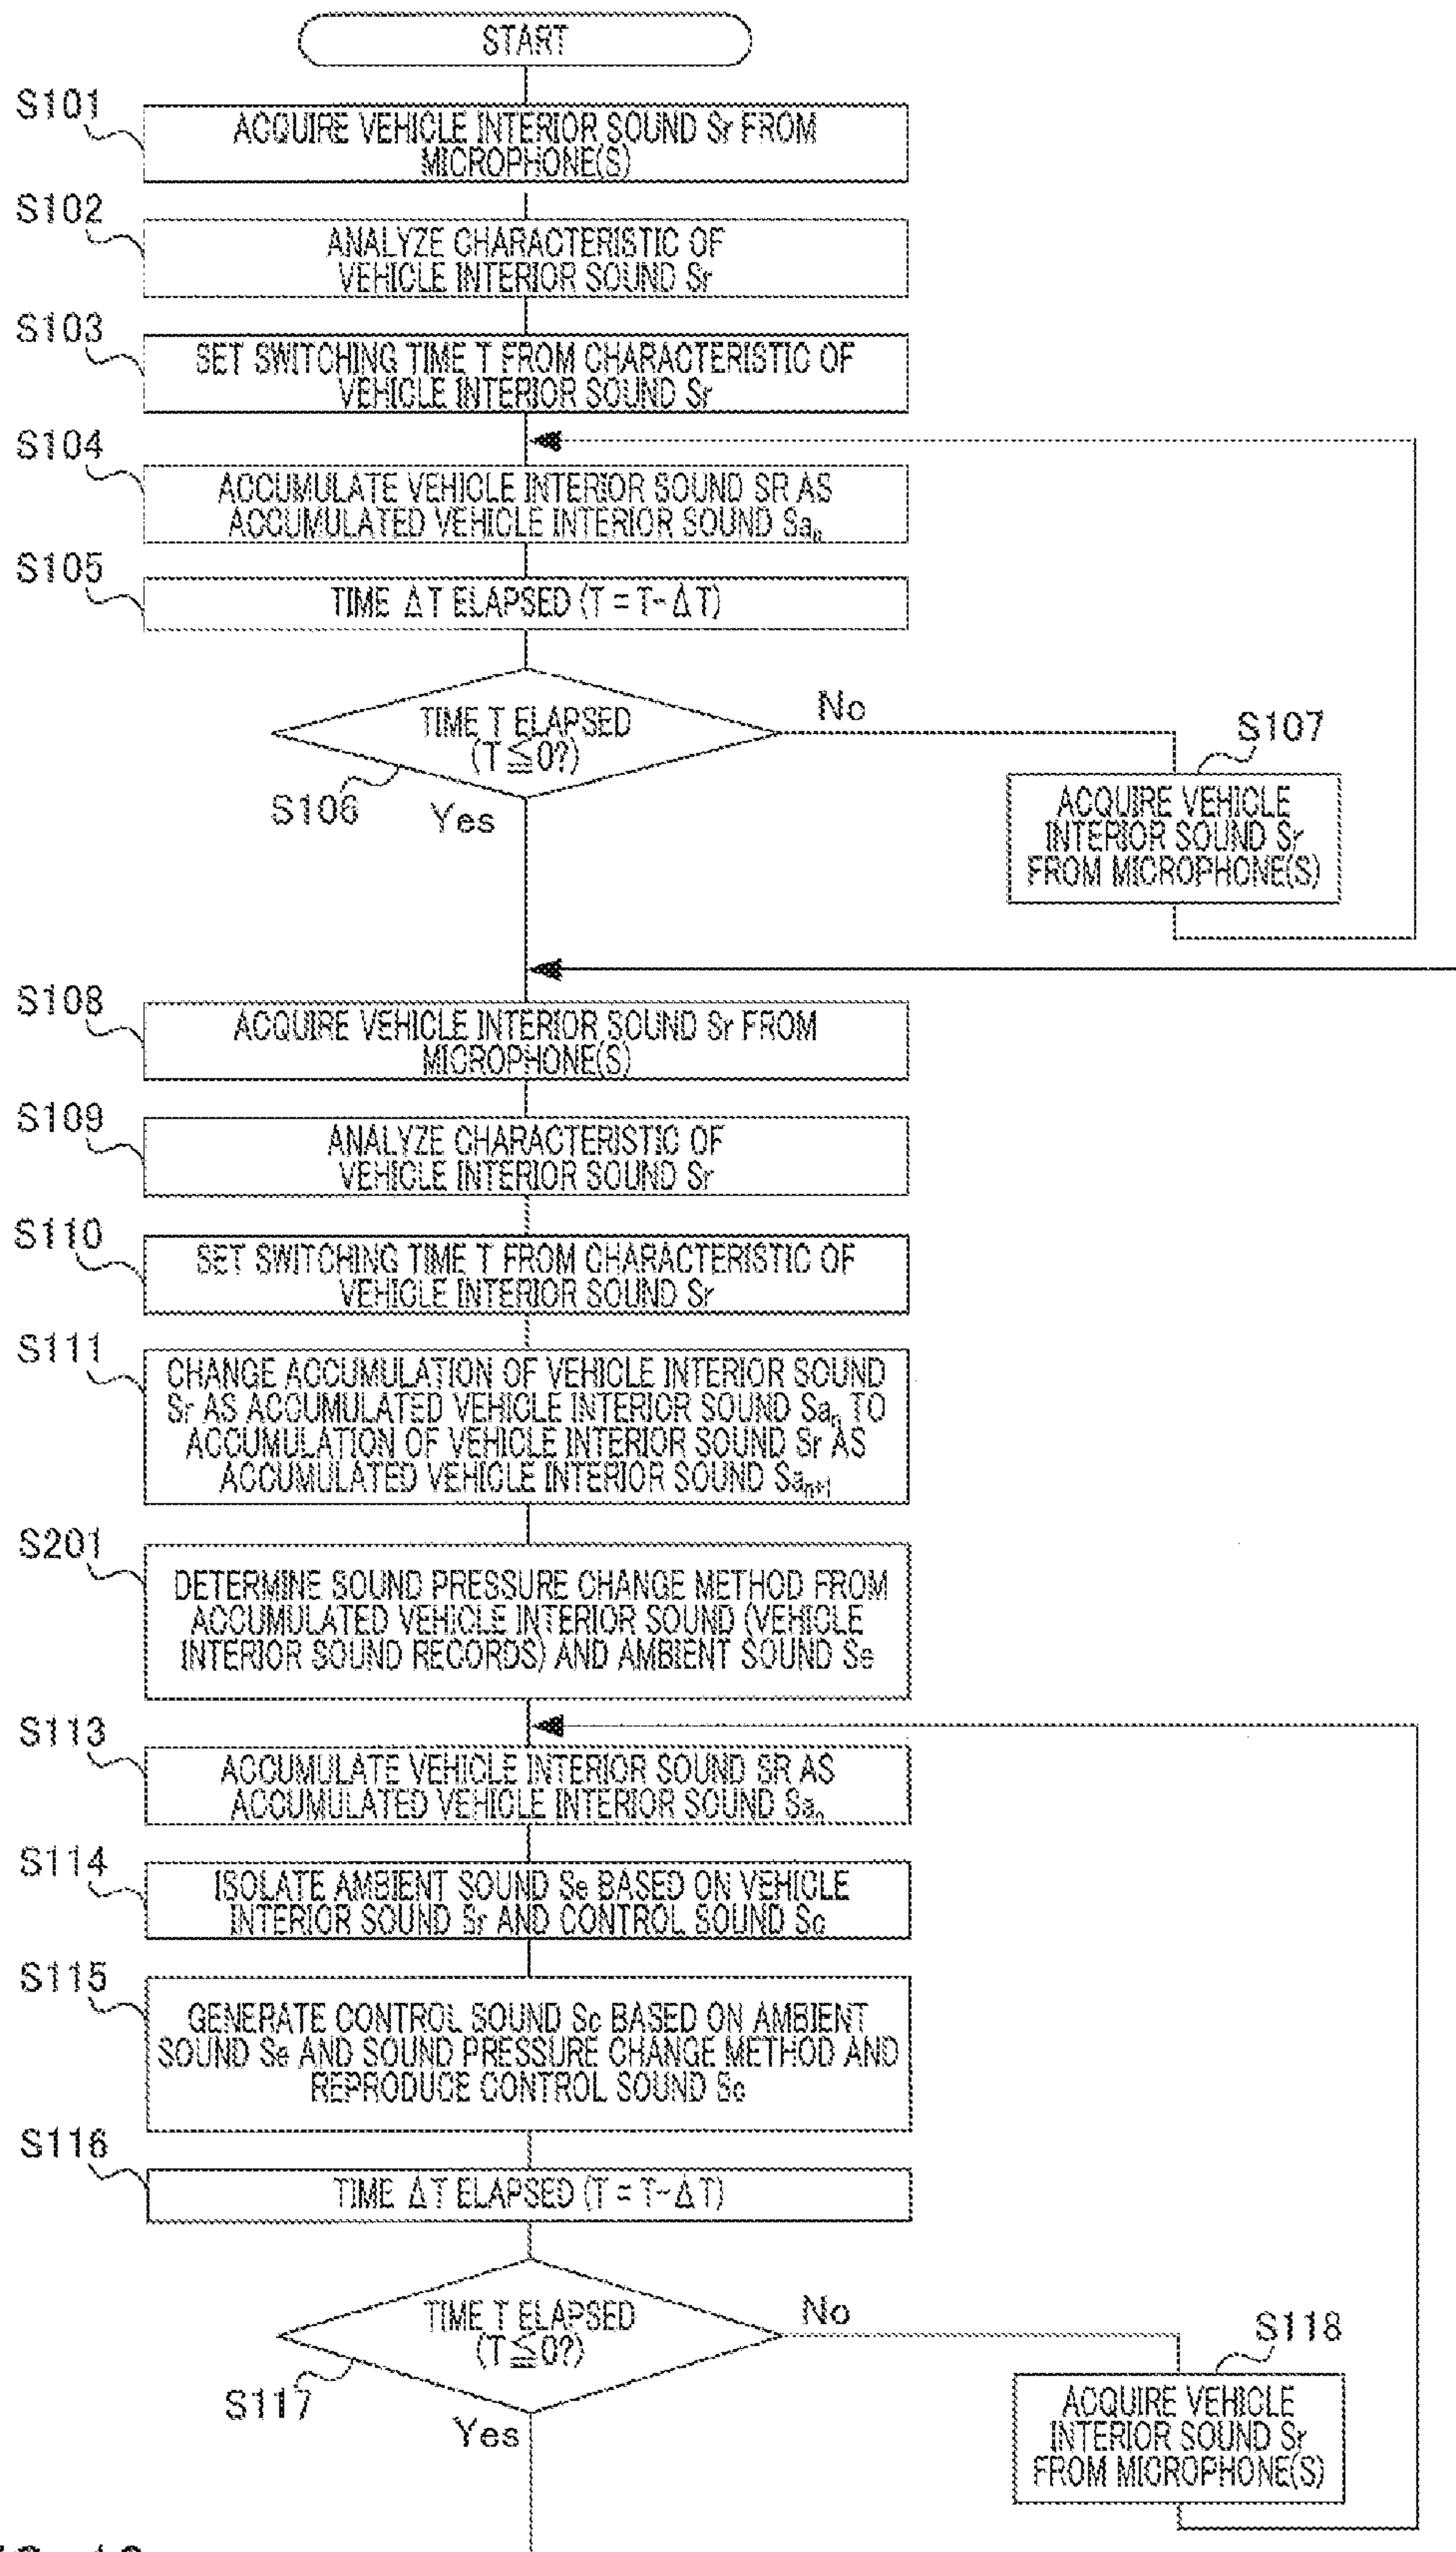 START
S101
ACQUIRE VEHICLE INTERIOR SOUND Sr FROM
MICROPHONE(S)
S102
ANALYZE CHARACTERISTIC OF
VEHICLE INTERIOR SOUND Sr
S103
SET SWITCHING TIME T FROM CHARACTERISTIC OF
VEHICLE INTERIOR SOUND Sr
S104
ACCUMULATE VEHICLE INTERIOR SOUND SR AS
ACCUMULATED VEHICLE INTERIOR SOUND Saₙ
S105
TIME ΔT ELAPSED (T = T-ΔT)
TIME T ELAPSED
(T≦0?)
S106
Yes
No
S107
ACQUIRE VEHICLE
INTERIOR SOUND Sr
FROM MICROPHONE(S)
S108
ACQUIRE VEHICLE INTERIOR SOUND Sr FROM
MICROPHONE(S)
S109
ANALYZE CHARACTERISTIC OF
VEHICLE INTERIOR SOUND Sr
S110
SET SWITCHING TIME T FROM CHARACTERISTIC OF
VEHICLE INTERIOR SOUND Sr
S111
CHANGE ACCUMULATION OF VEHICLE INTERIOR SOUND
Sr AS ACCUMULATED VEHICLE INTERIOR SOUND Saₙ TO
ACCUMULATION OF VEHICLE INTERIOR SOUND Sr AS
ACCUMULATED VEHICLE INTERIOR SOUND Saₙ₊₁
S201
DETERMINE SOUND PRESSURE CHANGE METHOD FROM
ACCUMULATED VEHICLE INTERIOR SOUND (VEHICLE
INTERIOR SOUND RECORDS) AND AMBIENT SOUND Se
S113
ACCUMULATE VEHICLE INTERIOR SOUND SR AS
ACCUMULATED VEHICLE INTERIOR SOUND Saₙ
S114
ISOLATE AMBIENT SOUND Se BASED ON VEHICLE
INTERIOR SOUND Sr AND CONTROL SOUND Sc
S115
GENERATE CONTROL SOUND Sc BASED ON AMBIENT
SOUND Se AND SOUND PRESSURE CHANGE METHOD AND
REPRODUCE CONTROL SOUND Sc
S116
TIME ΔT ELAPSED (T = T-ΔT)
TIME T ELAPSED
(T≦0?)
S117
Yes
No
S118
ACQUIRE VEHICLE
INTERIOR SOUND Sr
FROM MICROPHONE(S)